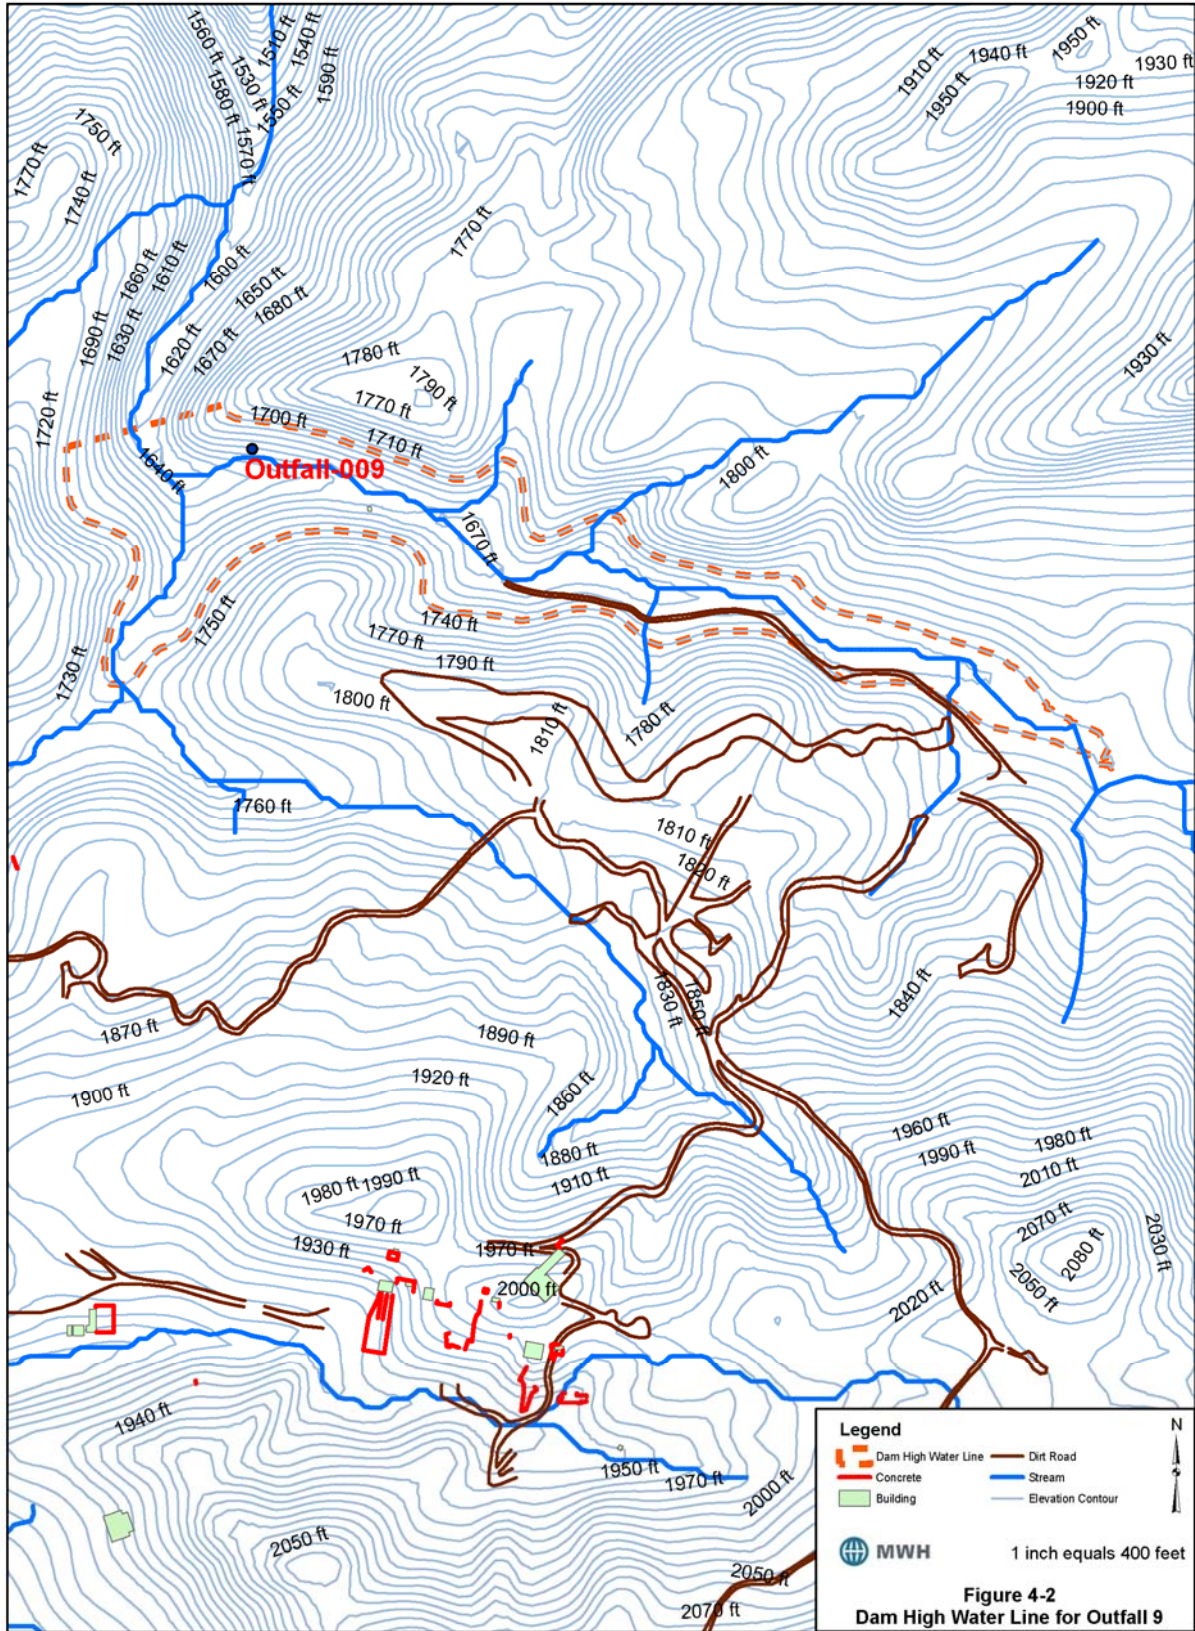 1560 ft
1510 ft
1540 ft
1530 ft
1590 ft
1580 ft
1550 ft
1570 ft
1910 ft
1940 ft
1950 ft
1930 ft
1950 ft
1920 ft
1900 ft
1750 ft
1770 ft
1740 ft
1770 ft
1660 ft
1610 ft
1600 ft
1650 ft
1680 ft
1690 ft
1630 ft
1620 ft
1670 ft
1780 ft
1790 ft
1930 ft
1720 ft
1700 ft
1770 ft
1710 ft
1640 ft
Outfall 009
1800 ft
1670 ft
1750 ft
1740 ft
1770 ft
1790 ft
1730 ft
1800 ft
1810 ft
1780 ft
1760 ft
1810 ft
1820 ft
1830 ft
1850 ft
1840 ft
1870 ft
1890 ft
1900 ft
1920 ft
1860 ft
1880 ft
1910 ft
1960 ft
1990 ft
1980 ft
2010 ft
1980 ft
1990 ft
1970 ft
1930 ft
1970 ft
2000 ft
2070 ft
2080 ft
2030 ft
2050 ft
2020 ft
1940 ft
1950 ft
1970 ft
2000 ft
2050 ft
2050 ft
2070 ft
Legend
N
Dam High Water Line
Dirt Road
Concrete
Stream
Building
Elevation Contour
MWH
1 inch equals 400 feet
Figure 4-2
Dam High Water Line for Outfall 9